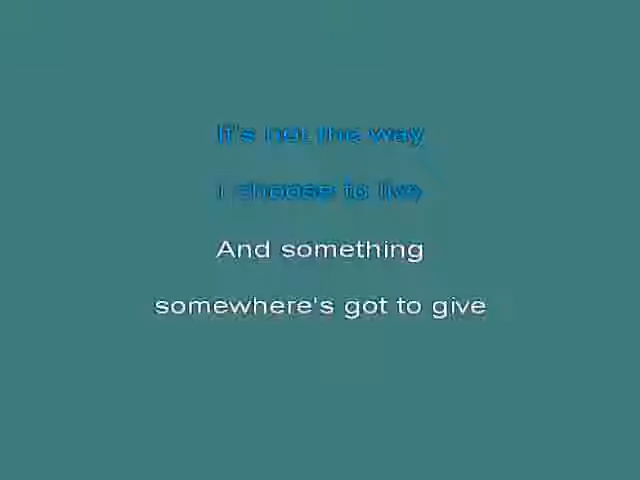 It's not the way
I choose to live
And something
somewhere's got to give